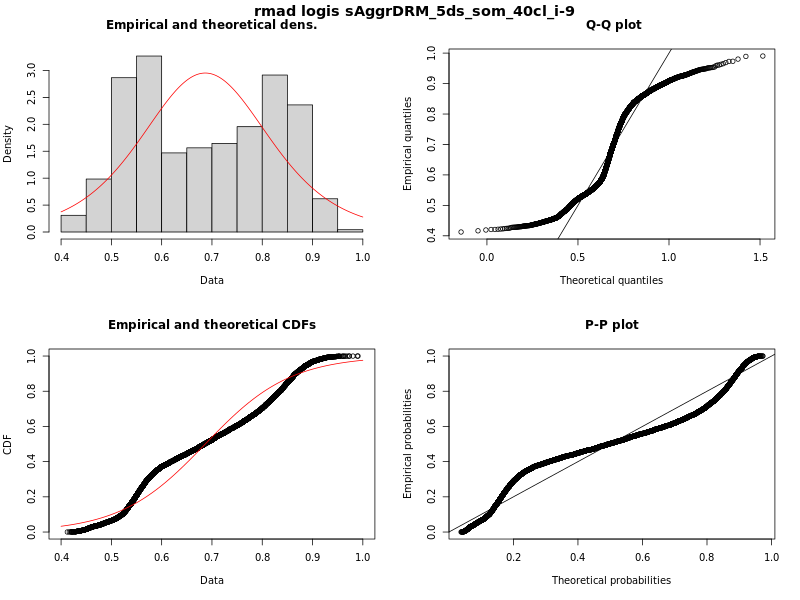 rmad logis sAggrDRM_5ds_som_40cl_i-9
Empirical and theoretical dens.
Density
0.0 0.5 1.0 1.5 2.0 2.5 3.0
0.4 0.5 0.6 0.7 0.8 0.9 1.0
Data
Q-Q plot
Empirical quantiles
0.4 0.5 0.6 0.7 0.8 0.9 1.0
0.0 0.5 1.0 1.5
Theoretical quantiles
Empirical and theoretical CDFs
CDF
0.0 0.2 0.4 0.6 0.8 1.0
0.4 0.5 0.6 0.7 0.8 0.9 1.0
Data
P-P plot
Empirical probabilities
0.0 0.2 0.4 0.6 0.8 1.0
0.2 0.4 0.6 0.8 1.0
Theoretical probabilities